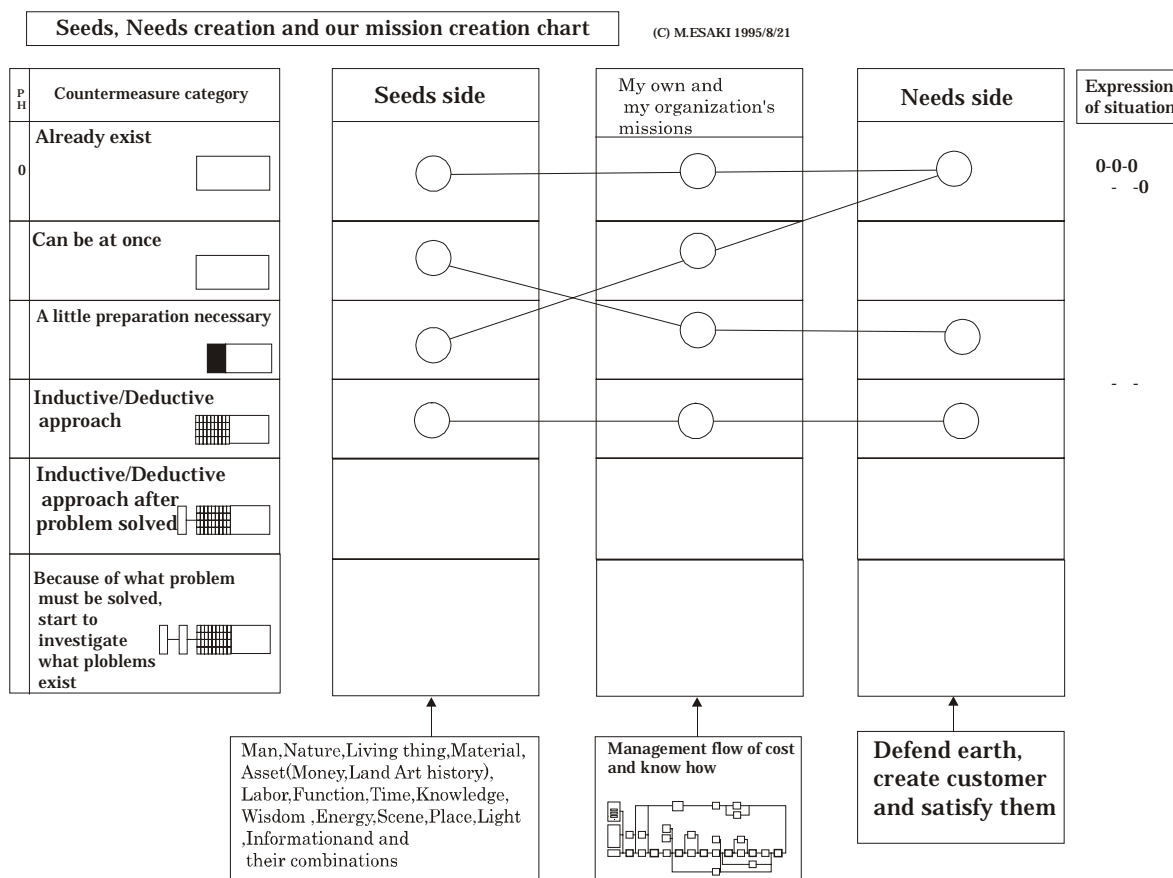 Seeds, Needs creation and our mission creation chart
(C) M.ESAKI 1995/8/21
P
H
Countermeasure category
Seeds side
My own and
my organization's
missions
Needs side
Expression
of situation
Already exist
0
0-0-0
- -0
Can be at once
A little preparation necessary
- -
Inductive/Deductive
approach
Inductive/Deductive
approach after
problem solved
Because of what problem
must be solved,
start to
investigate
what ploblems
exist
Man,Nature,Living thing,Material,
Asset(Money,Land Art history),
Labor,Function,Time,Knowledge,
Wisdom ,Energy,Scene,Place,Light
,Informationand and
their combinations
Management flow of cost
and know how
Defend earth,
create customer
and satisfy them